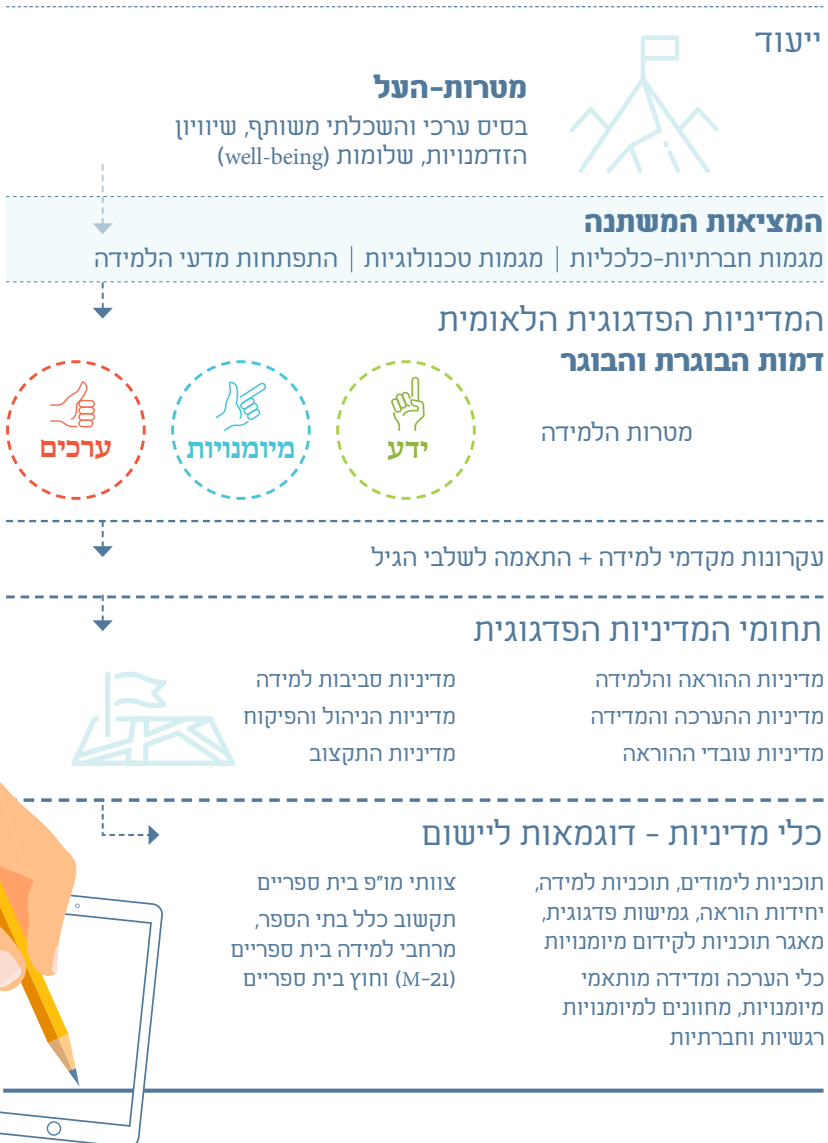 ייעוד
מטרות-העל
בסיס ערכי והשכלתי משותף, שיוויון
הזדמנויות, שלומות (well-being)
המציאות המשתנה
מגמות חברתיות-כלכליות | מגמות טכנולוגיות | התפתחות מדעי הלמידה
המדיניות הפדגוגית הלאומית
דמות הבוגרת והבוגר
מטרות הלמידה
ידע
מיומנויות
ערכים
עקרונות מקדמי למידה + התאמה לשלבי הגיל
תחומי המדיניות הפדגוגית
מדיניות ההוראה והלמידה
מדיניות ההערכה והמדידה
מדיניות עובדי ההוראה
מדיניות סביבות למידה
מדיניות הניהול והפיקוח
מדיניות התקצוב
כלי מדיניות - דוגמאות ליישום
תוכניות לימודים, תוכניות למידה,
יחידות הוראה, גמישות פדגוגית,
מאגר תוכניות לקידום מיומנויות
כלי הערכה ומדידה מותאמי
מיומנויות, מחוונים למיומנויות
רגשיות וחברתיות
צוותי מו"פ בית ספריים
תקשוב כלל בתי הספר,
מרחבי למידה בית ספריים
(M-21) וחוץ בית ספריים